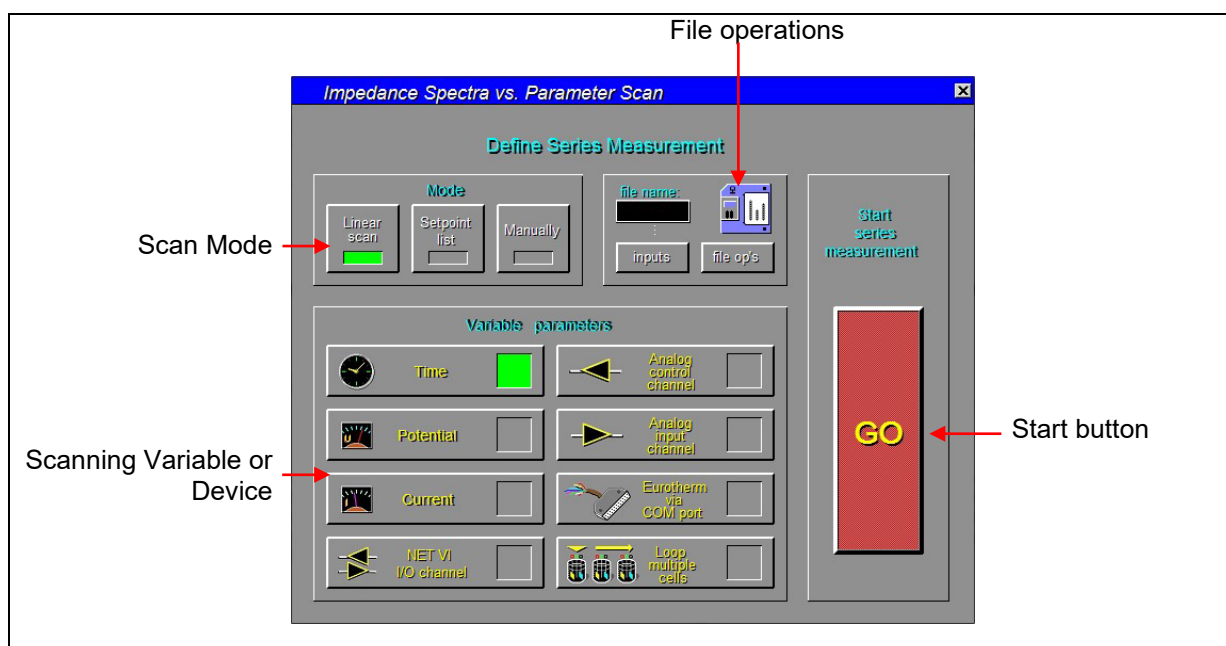 File operations
Impedance Spectra vs. Parameter Scan
Define Series Measurement
Mode
Linear
scan
Setpoint
list
Manually
file name:
inputs
file op's
Start
series
measurement
Scan Mode
Variable parameters
Time
Analog
control
channel
Potential
Analog
input
channel
GO
Start button
Scanning Variable or
Device
Current
Eurotherm
via
COM port
NET VI
I/O channel
Loop
multiple
cells